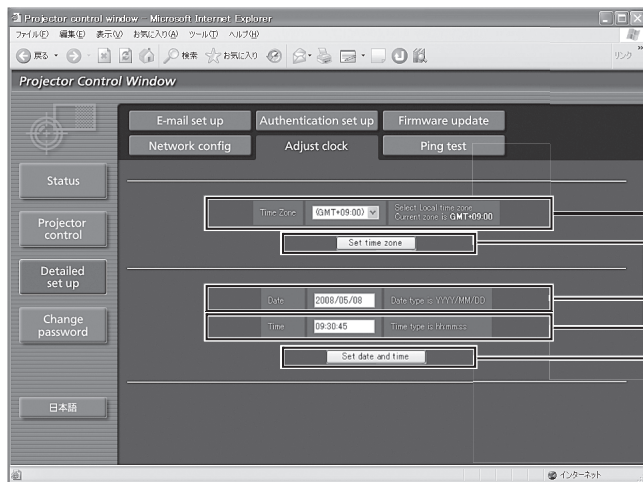 Projector control window - Microsoft Internet Explorer
ファイル(F) 編集(E) 表示(V) お気に入り(A) ツール(T) ヘルプ(H)
戻る 検索 お気に入り リンク
Projector Control Window
E-mail set up Authentication set up Firmware update
Network config Adjust clock Ping test
Status
Time Zone (GMT+09:00) Select Local time zone.
Current zone is GMT+09:00
Projector
control
Set time zone
Detailed
set up
Date 2008/05/08 Date type is YYYY/MM/DD
Time 09:30:45 Time type is hh:mm:ss
Change
password
Set date and time
日本語
インターネット